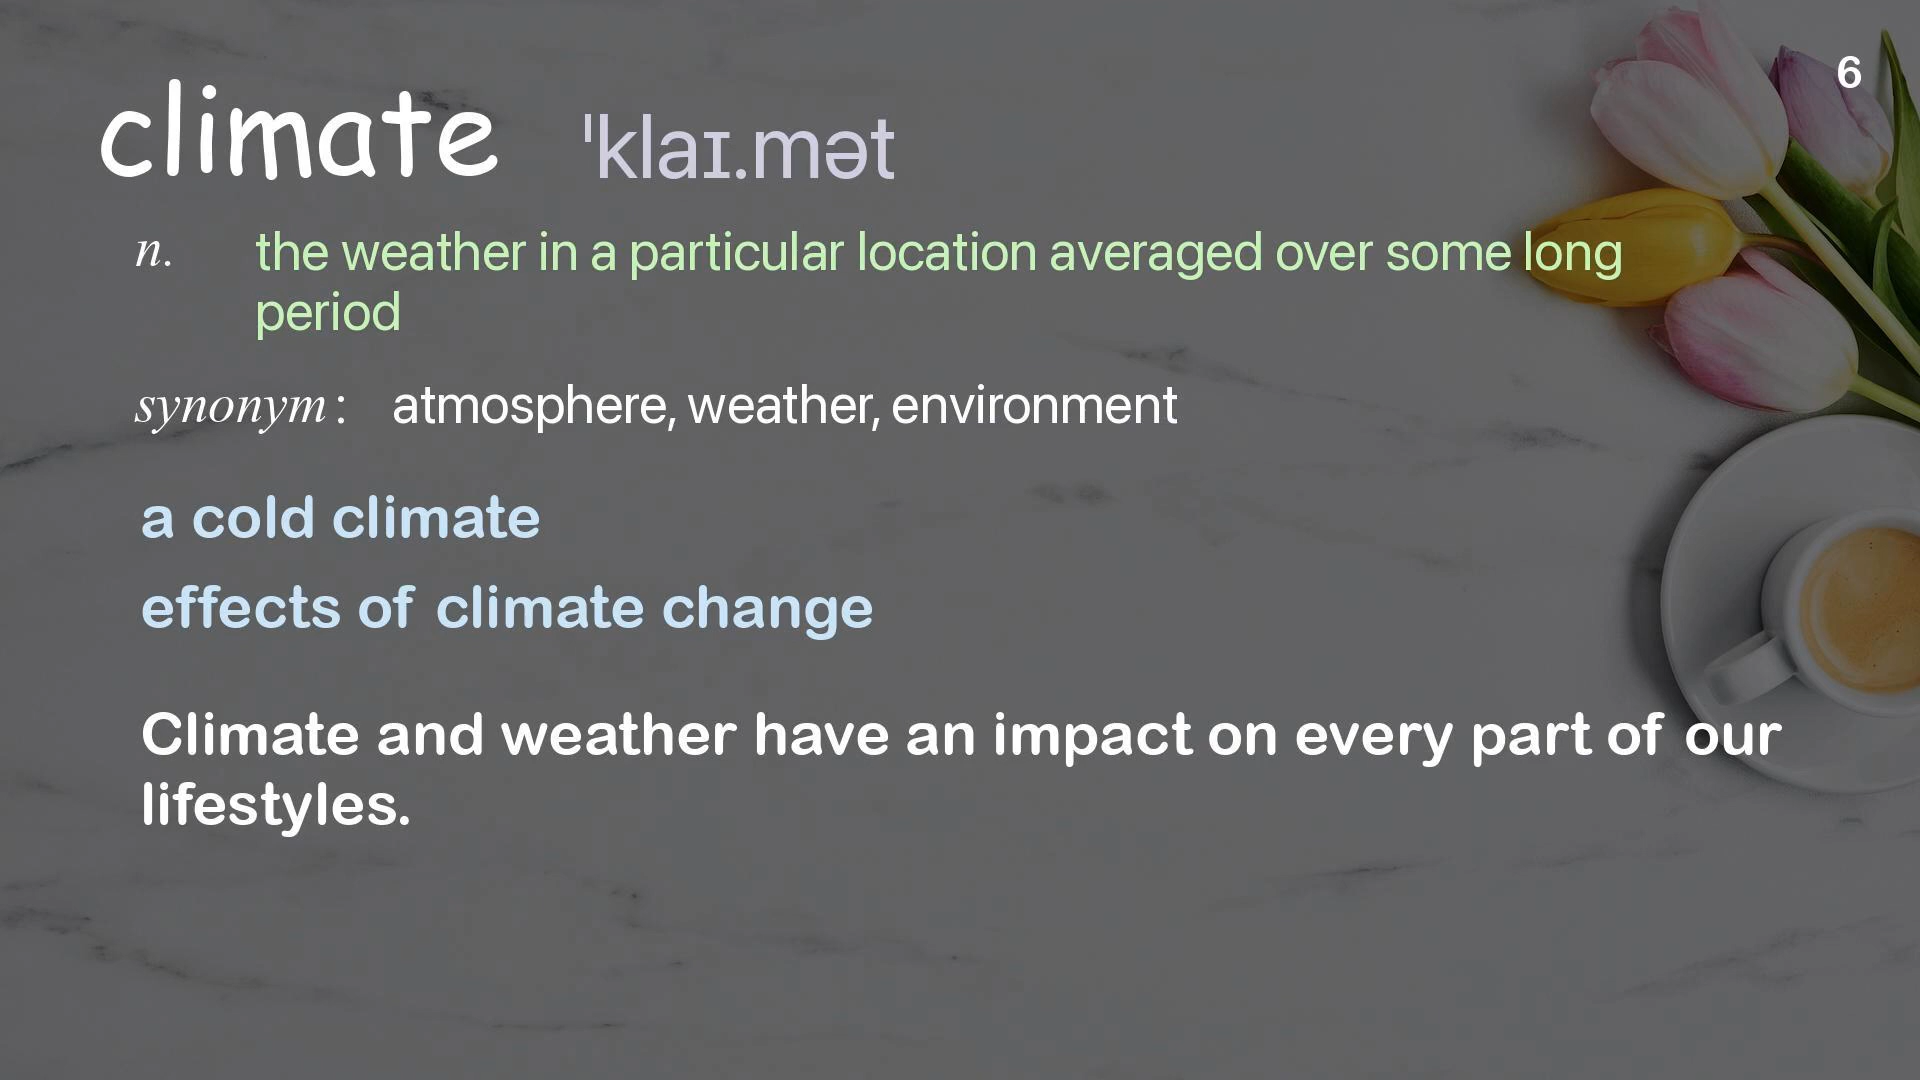 6
climate ˈklaɪ.mət
n. the weather in a particular location averaged over some long
period
synonym: atmosphere, weather, environment
a cold climate
effects of climate change
Climate and weather have an impact on every part of our
lifestyles.